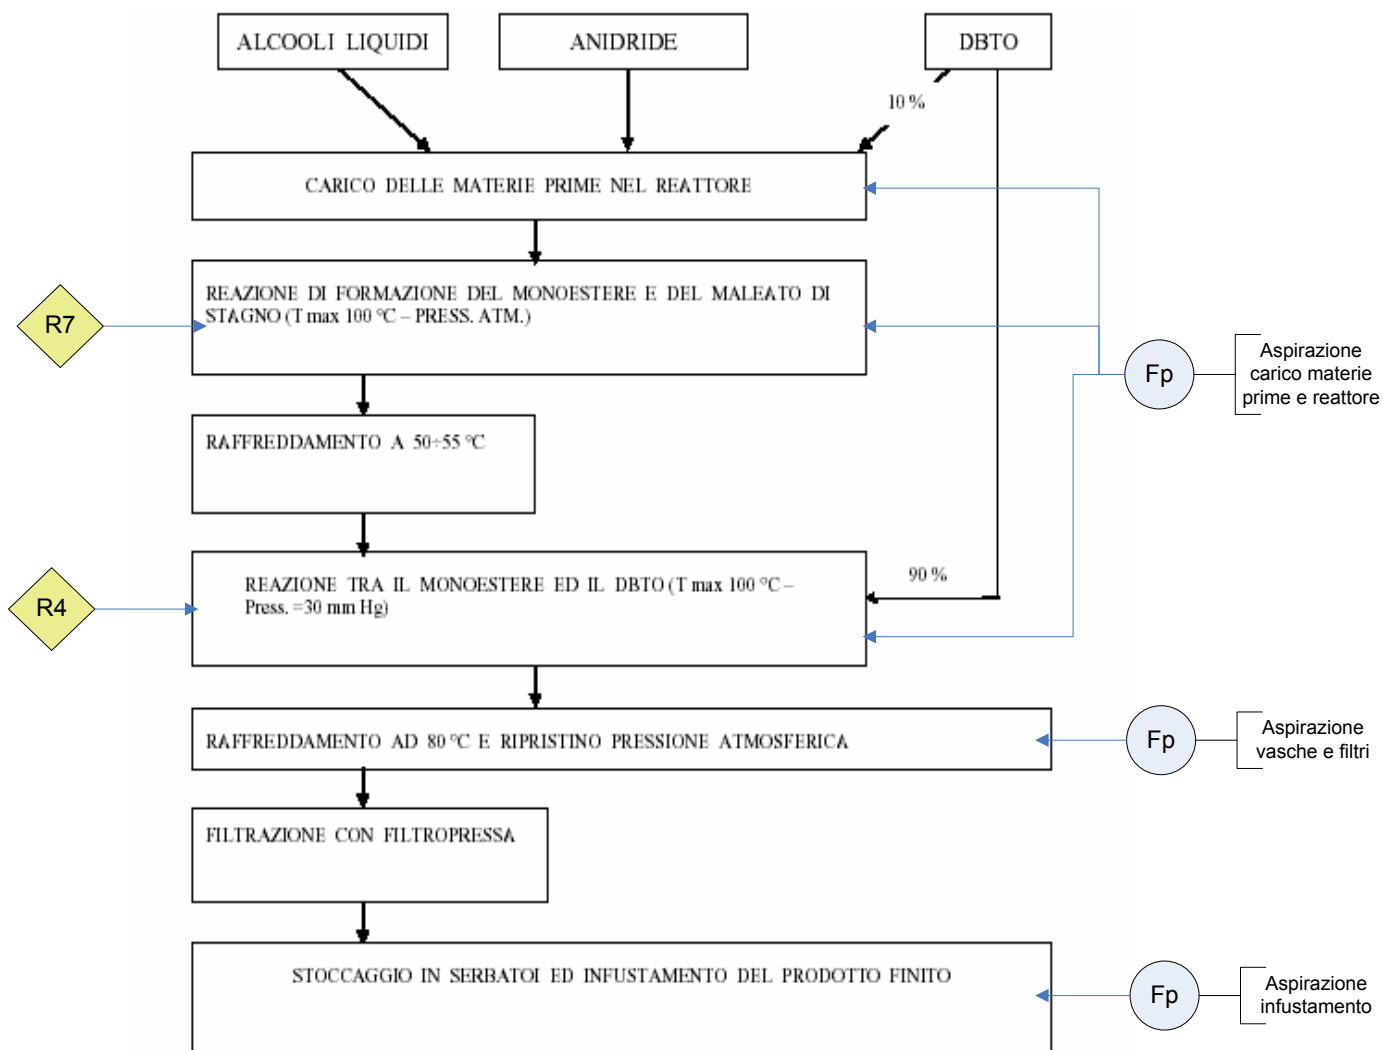 ALCOOLI LIQUIDI
ANIDRIDE
DBTO
10 %
CARICO DELLE MATERIE PRIME NEL REATTORE
REAZIONE DI FORMAZIONE DEL MONOESTERE E DEL MALEATO DI
STAGNO (T max 100 °C – PRESS. ATM.)
R7
Fp
Aspirazione
carico materie
prime e reattore
RAFFREDDAMENTO A 50÷55 °C
REAZIONE TRA IL MONOESTERE ED IL DBTO (T max 100 °C –
Press. =30 mm Hg)
90 %
R4
RAFFREDDAMENTO AD 80 °C E RIPRISTINO PRESSIONE ATMOSFERICA
Fp
Aspirazione
vasche e filtri
FILTRAZIONE CON FILTROPRESSA
STOCCAGGIO IN SERBATOI ED INFUSTAMENTO DEL PRODOTTO FINITO
Fp
Aspirazione
infustamento